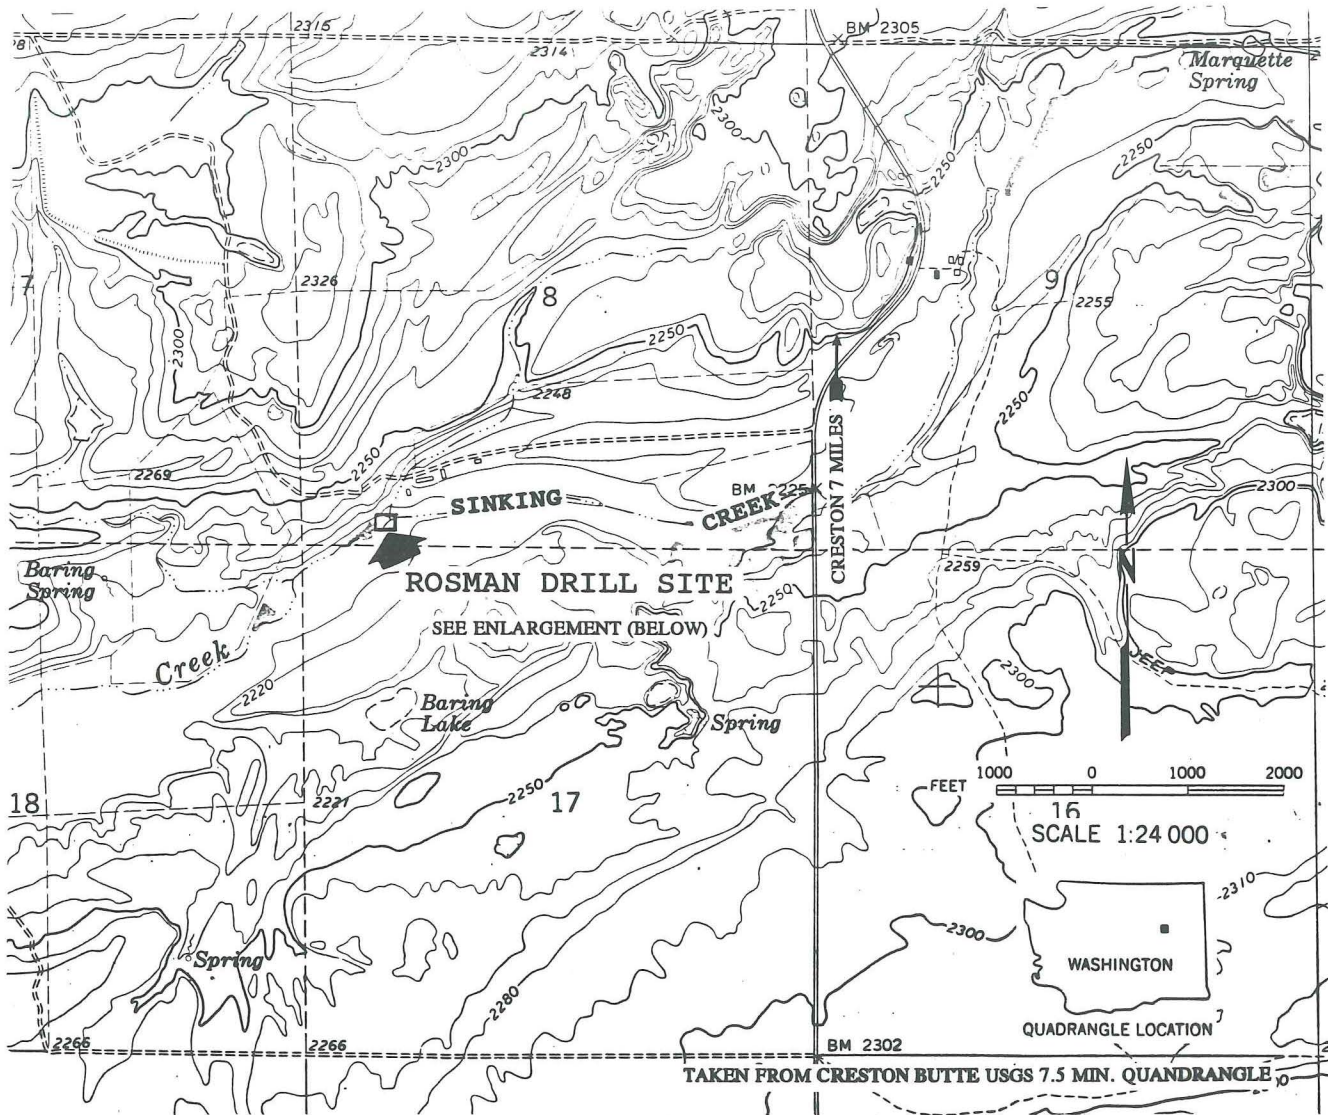 2315
BM 2305
2314
Marquette
Spring
2300
2300
2250
2250
7
2326
8
9
2255
2300
2250
2248
2250
2250
2269
CRESTON 7 MILES
SINKING
CREEK
BM 2225
2300
Baring
Spring
ROSMAN DRILL SITE
2259
N
SEE ENLARGEMENT (BELOW)
2250
JEEP
Creek
2220
2300
Baring
Lake
Spring
18
2221
2250
17
FEET
1000 0 1000 2000
16
SCALE 1:24 000
2310
2300
Spring
WASHINGTON
2280
QUADRANGLE LOCATION
2266
2266
BM 2302
TAKEN FROM CRESTON BUTTE USGS 7.5 MIN. QUANDRANGLE